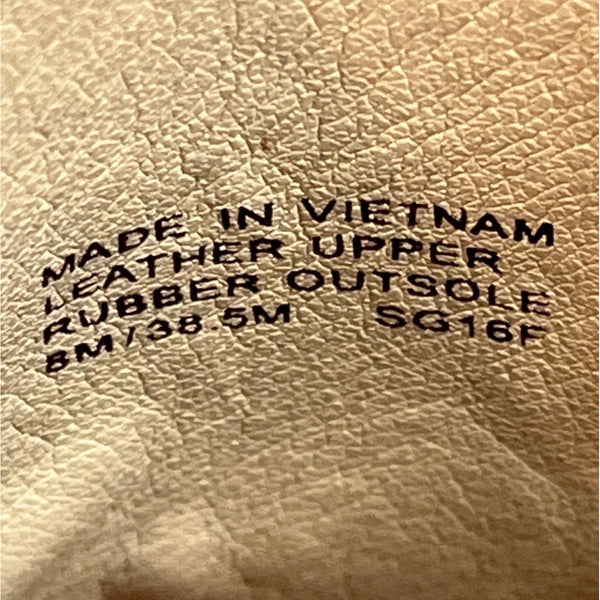 MADE IN VIETNAM
LEATHER UPPER
RUBBER OUTSOLE
8M/38.5M SG16F